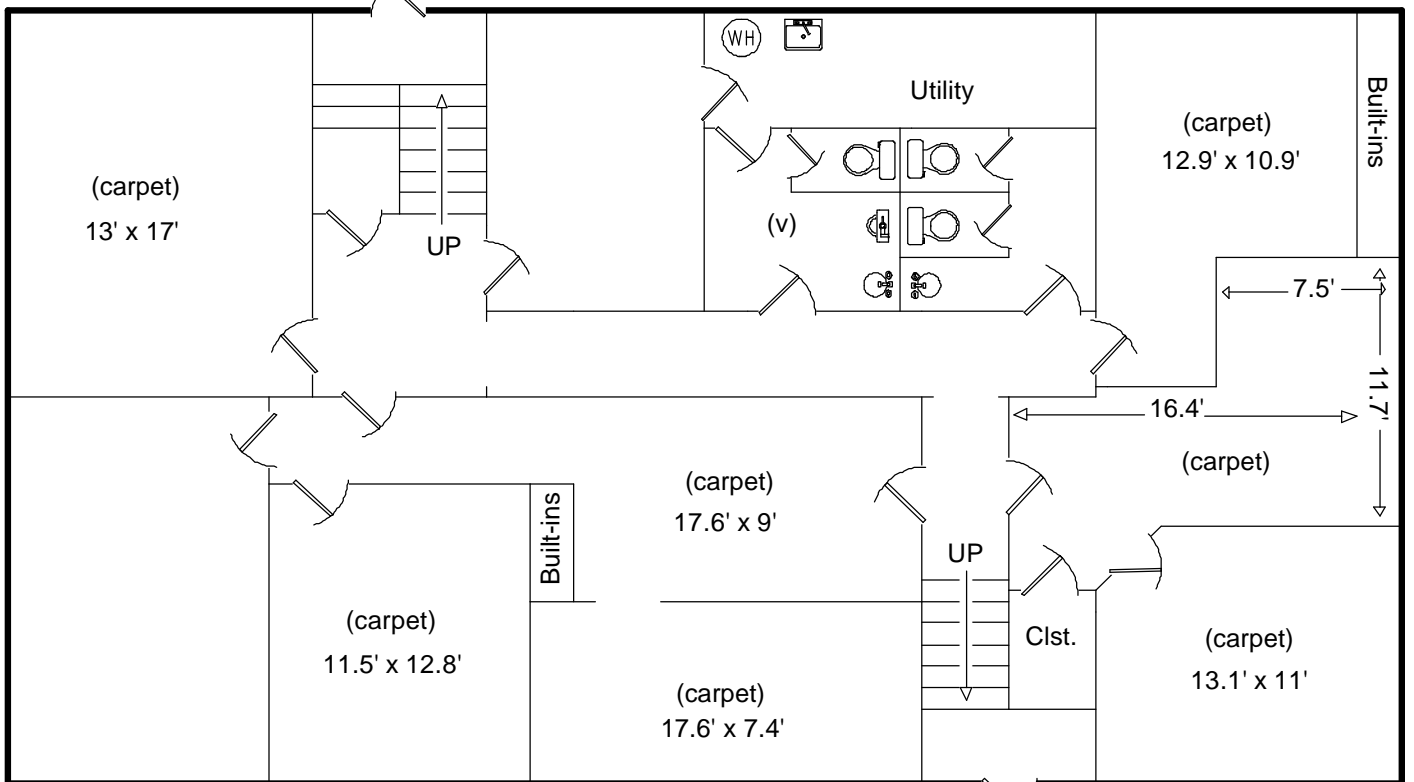 WH
Utility
Built-ins
(carpet)
12.9' x 10.9'
(carpet)
13' x 17'
(v)
UP
7.5'
11.7'
16.4'
(carpet)
(carpet)
17.6' x 9'
Built-ins
UP
(carpet)
11.5' x 12.8'
Clst.
(carpet)
13.1' x 11'
(carpet)
17.6' x 7.4'